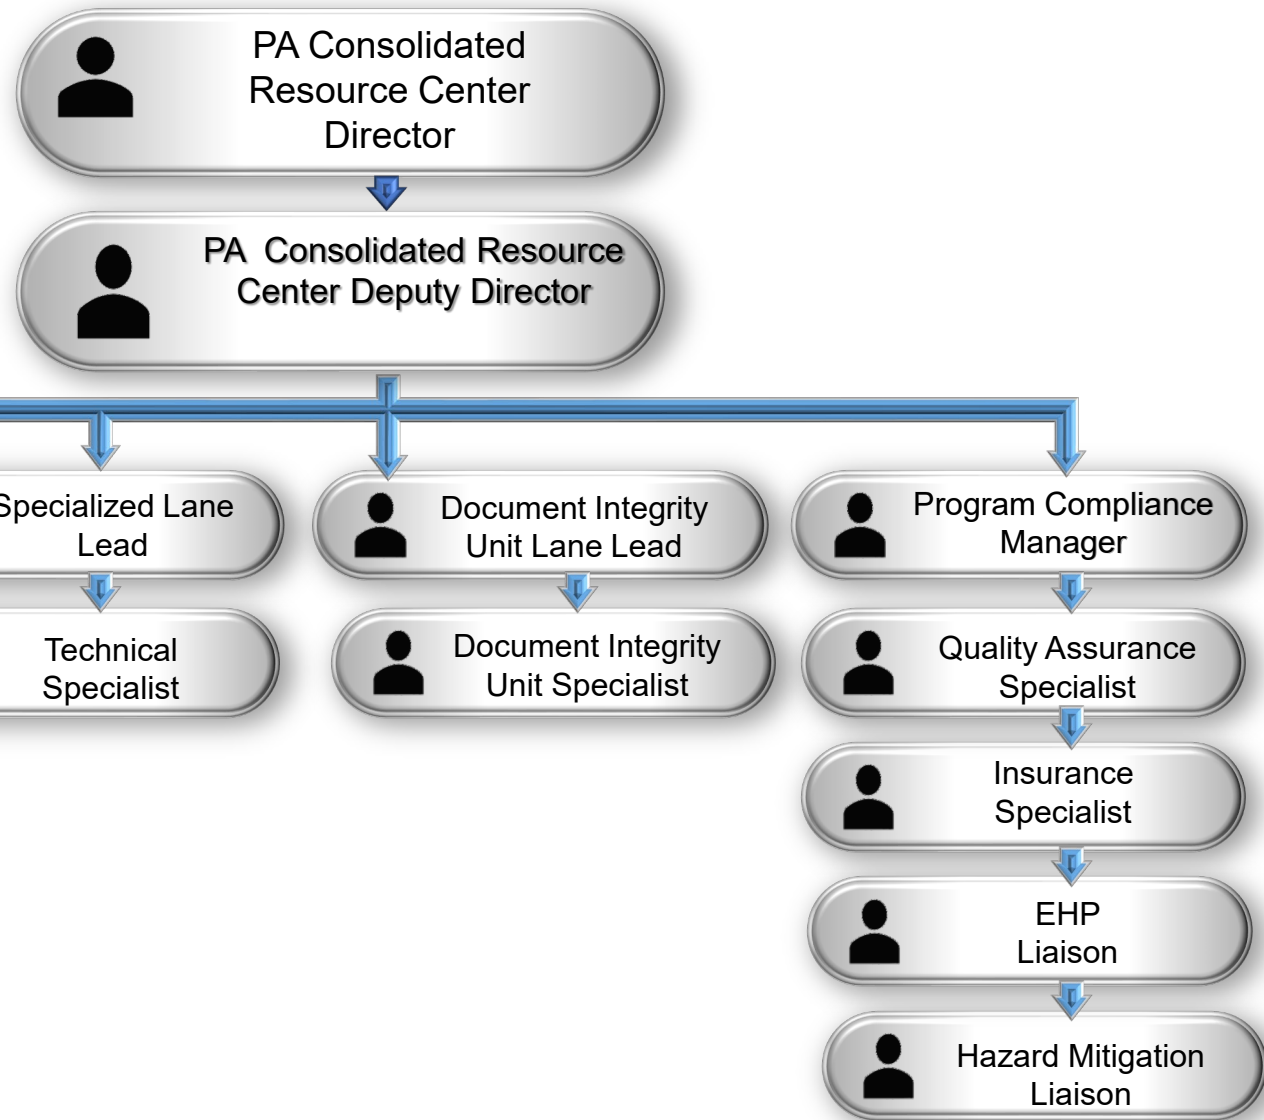 PA Consolidated
Resource Center
Director
PA Consolidated Resource
Center Deputy Director
Specialized Lane
Lead
Technical
Specialist
Document Integrity
Unit Lane Lead
Document Integrity
Unit Specialist
Program Compliance
Manager
Quality Assurance
Specialist
Insurance
Specialist
EHP
Liaison
Hazard Mitigation
Liaison